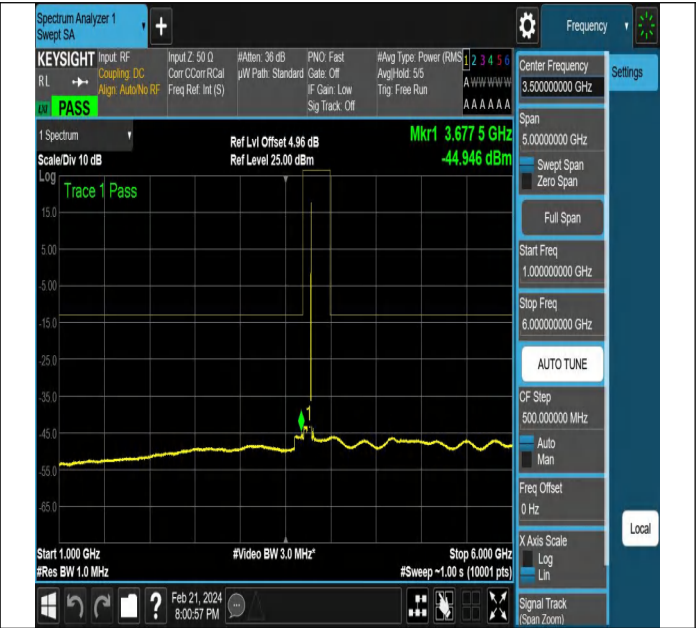 Spectrum Analyzer 1
Swept SA
Frequency
KEYSIGHT
RL
PASS
Input: RF
Coupling: DC
Align: Auto/No RF
Input Z: 50 Ω
Corr CCorr RCal
Freq Ref: Int (S)
#Atten: 36 dB
µW Path: Standard
PNO: Fast
Gate: Off
IF Gain: Low
Sig Track: Off
#Avg Type: Power (RMS
Avg|Hold: 5/5
Trig: Free Run
1 2 3 4 5 6
A W W W W W
A A A A A A
1 Spectrum
Scale/Div 10 dB
Ref Lvl Offset 4.96 dB
Ref Level 25.00 dBm
Mkr1 3.677 5 GHz
-44.946 dBm
Log
Trace 1 Pass
15.0
5.00
-5.00
-15.0
-25.0
-35.0
-45.0
-55.0
-65.0
1
Start 1.000 GHz
#Res BW 1.0 MHz
#Video BW 3.0 MHz*
Stop 6.000 GHz
#Sweep ~1.00 s (10001 pts)
Feb 21, 2024
8:00:57 PM
?
Center Frequency
3.500000000 GHz
Settings
Span
5.00000000 GHz
Swept Span
Zero Span
Full Span
Start Freq
1.000000000 GHz
Stop Freq
6.000000000 GHz
AUTO TUNE
CF Step
500.000000 MHz
Auto
Man
Freq Offset
0 Hz
X Axis Scale
Log
Lin
Local
Signal Track
(Span Zoom)